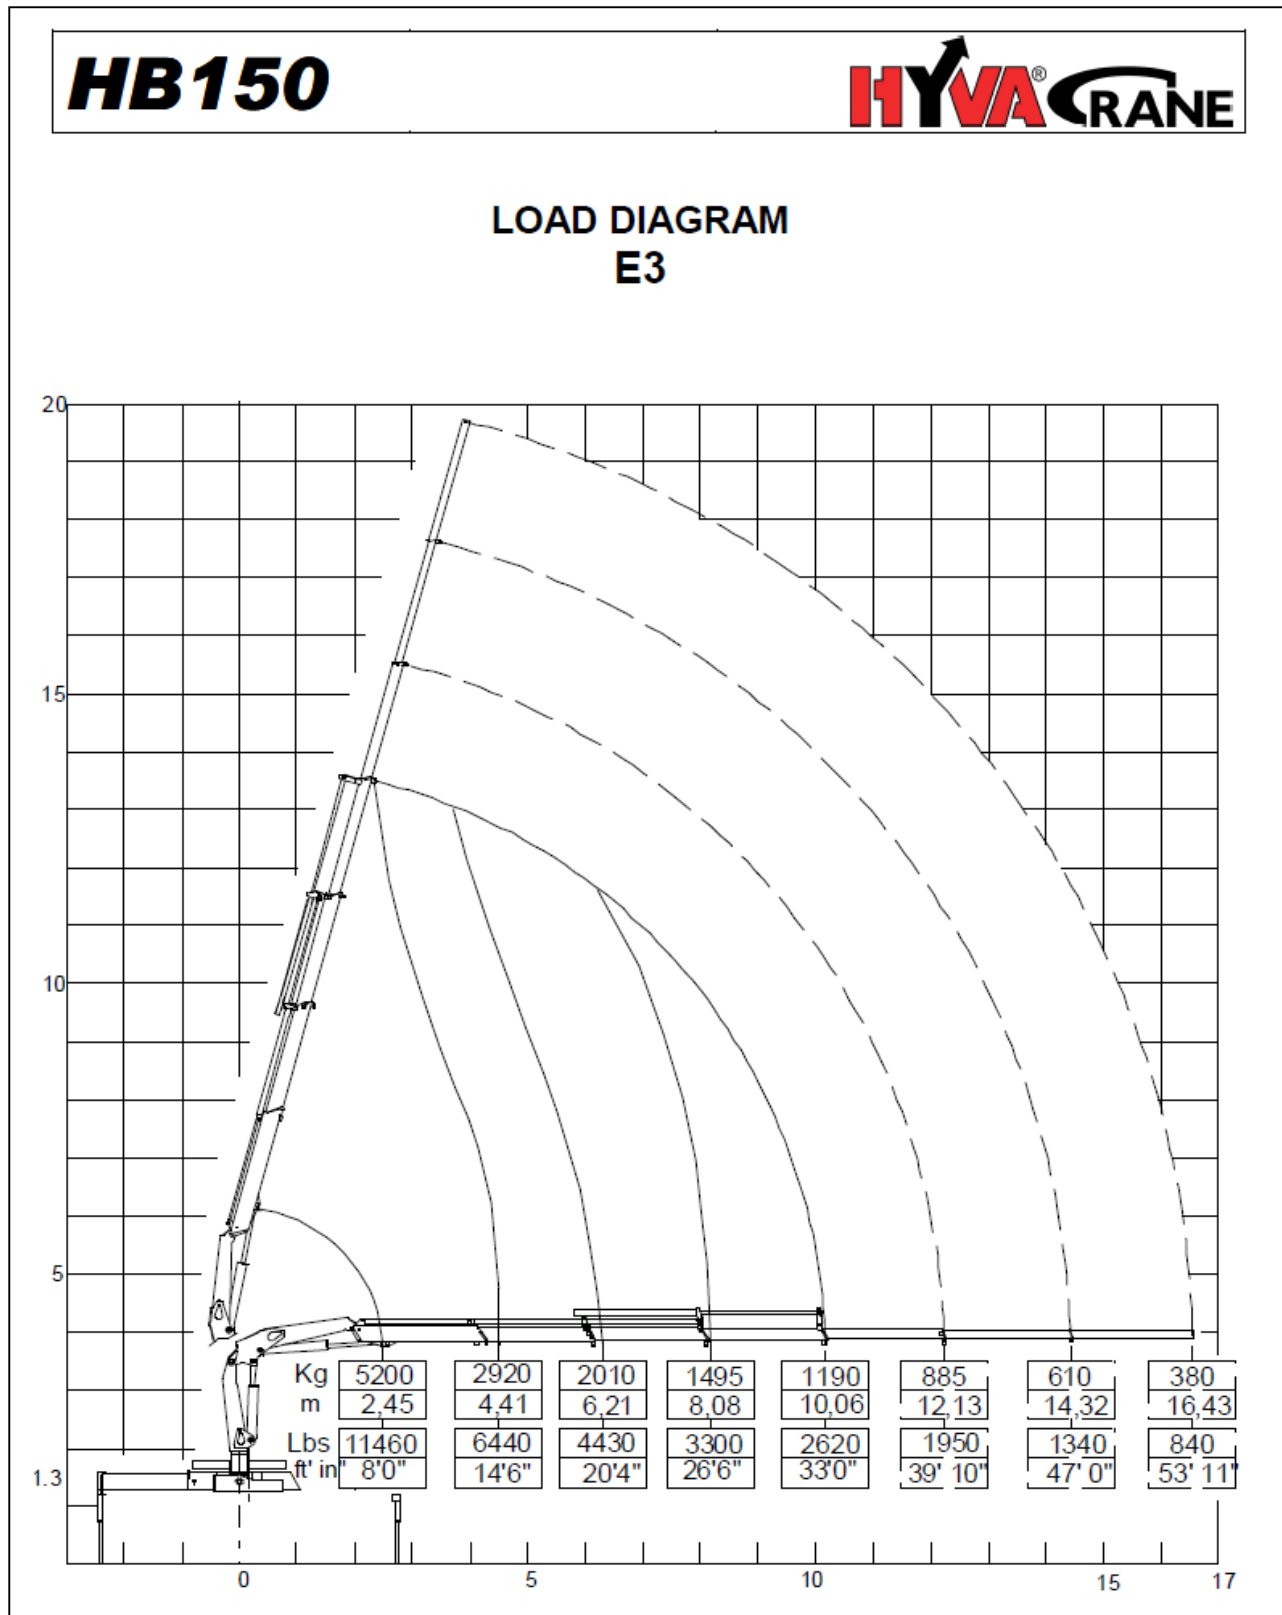 HB150
HYVA® CRANE
LOAD DIAGRAM
E3
20
15
10
5
Kg 5200 2920 2010 1495 1190 885 610 380
m 2,45 4,41 6,21 8,08 10,06 12,13 14,32 16,43
Lbs 11460 6440 4430 3300 2620 1950 1340 840
ft' in" 8'0" 14'6" 20'4" 26'6" 33'0" 39' 10" 47' 0" 53' 11"
1.3
0 5 10 15 17